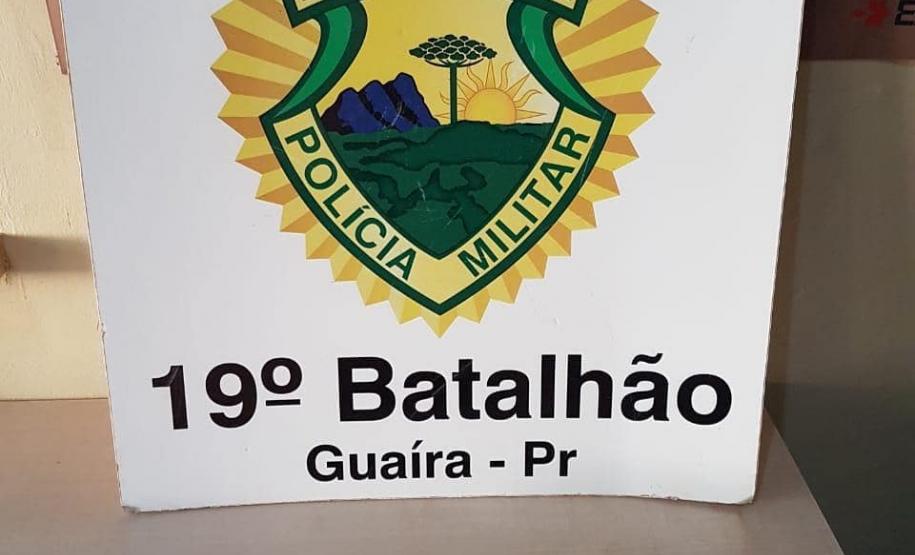 POLÍCIA MILITAR
19º Batalhão
Guaíra - Pr